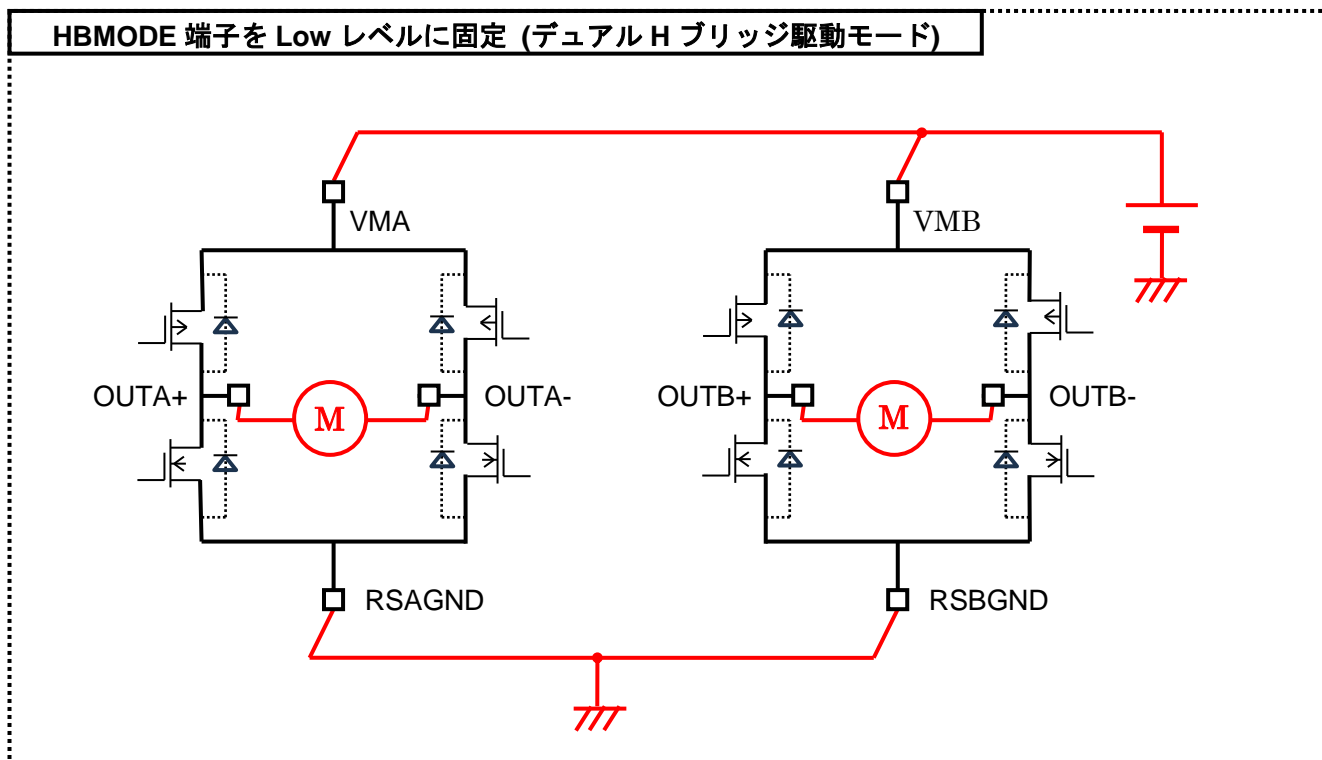 HBMODE 端子を Low レベルに固定 (デュアル H ブリッジ駆動モード)
VMA
VMB
OUTA+
M
OUTA-
OUTB+
M
OUTB-
RSAGND
RSBGND